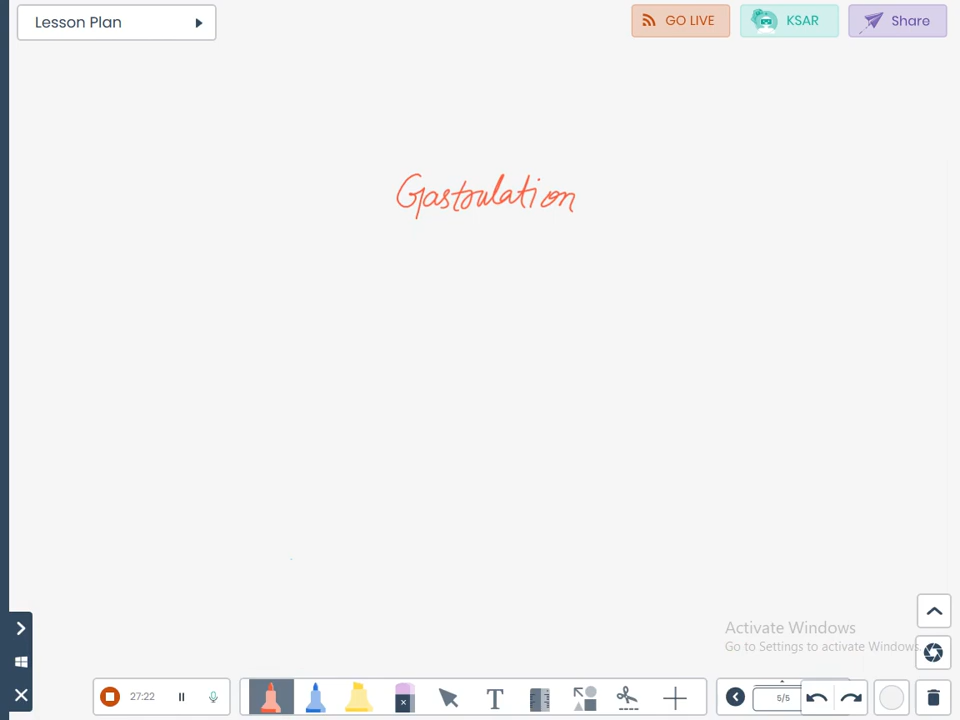 Lesson Plan
GO LIVE
KSAR
Share
Gastrulation
Activate Windows
Go to Settings to activate Windows.
27:22
T
5/5